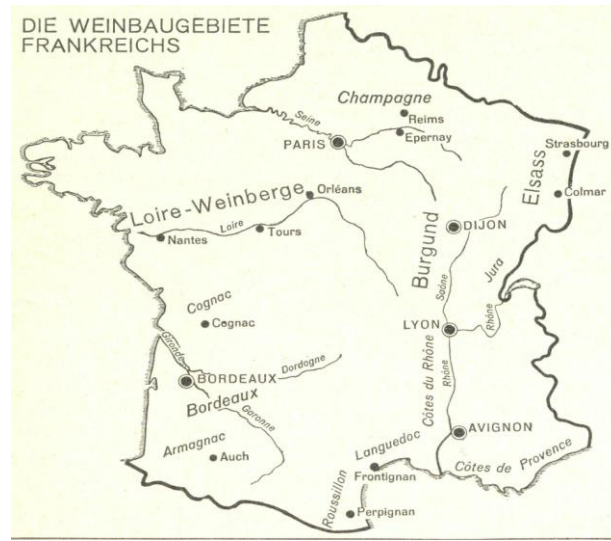 DIE WEINBAUGEBIETE
FRANKREICHS
Champagne
Seine
Reims
PARIS
Epernay
Strasbourg
Elsass
Colmar
Loire-Weinberge
Orléans
Loire
Nantes
Tours
Burgund
DIJON
Saône
Jura
Cognac
Cognac
LYON
Rhône
Gironde
Dordogne
BORDEAUX
Bordeaux
Garonne
Côtes du Rhône
Rhône
Armagnac
Auch
Languedoc
AVIGNON
Frontignan
Côtes de Provence
Roussillon
Perpignan